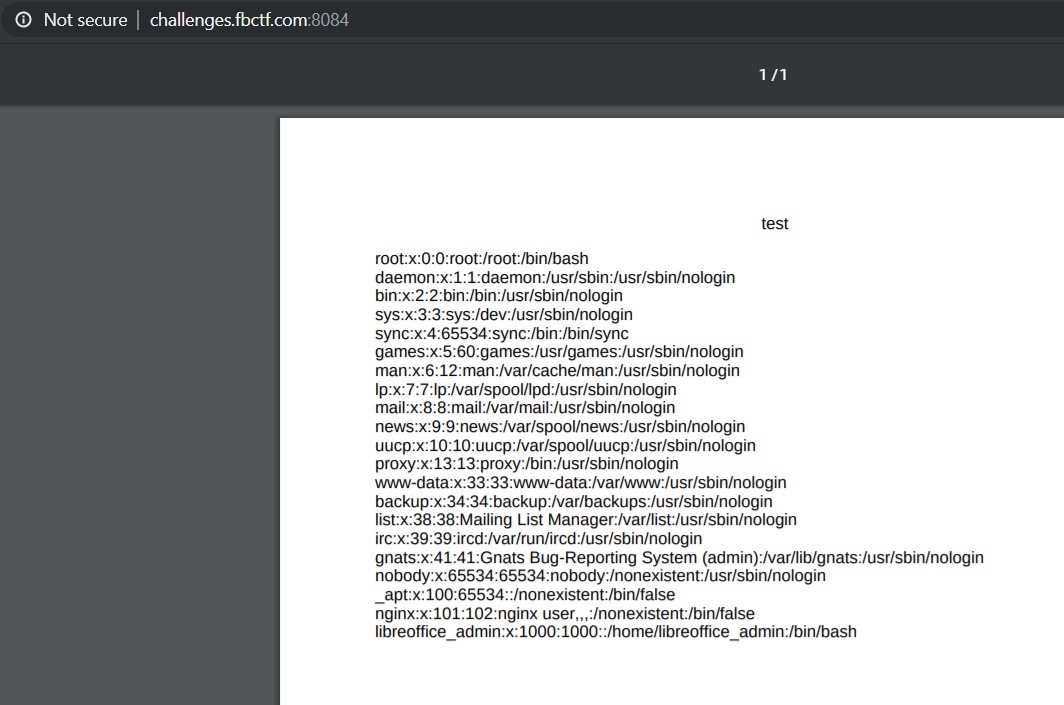 Not secure | challenges.fbctf.com:8084
1 / 1
test
root:x:0:0:root:/root:/bin/bash
daemon:x:1:1:daemon:/usr/sbin:/usr/sbin/nologin
bin:x:2:2:bin:/bin:/usr/sbin/nologin
sys:x:3:3:sys:/dev:/usr/sbin/nologin
sync:x:4:65534:sync:/bin:/bin/sync
games:x:5:60:games:/usr/games:/usr/sbin/nologin
man:x:6:12:man:/var/cache/man:/usr/sbin/nologin
lp:x:7:7:lp:/var/spool/lpd:/usr/sbin/nologin
mail:x:8:8:mail:/var/mail:/usr/sbin/nologin
news:x:9:9:news:/var/spool/news:/usr/sbin/nologin
uucp:x:10:10:uucp:/var/spool/uucp:/usr/sbin/nologin
proxy:x:13:13:proxy:/bin:/usr/sbin/nologin
www-data:x:33:33:www-data:/var/www:/usr/sbin/nologin
backup:x:34:34:backup:/var/backups:/usr/sbin/nologin
list:x:38:38:Mailing List Manager:/var/list:/usr/sbin/nologin
irc:x:39:39:ircd:/var/run/ircd:/usr/sbin/nologin
gnats:x:41:41:Gnats Bug-Reporting System (admin):/var/lib/gnats:/usr/sbin/nologin
nobody:x:65534:65534:nobody:/nonexistent:/usr/sbin/nologin
_apt:x:100:65534::/nonexistent:/bin/false
nginx:x:101:102:nginx user,,,:/nonexistent:/bin/false
libreoffice_admin:x:1000:1000::/home/libreoffice_admin:/bin/bash